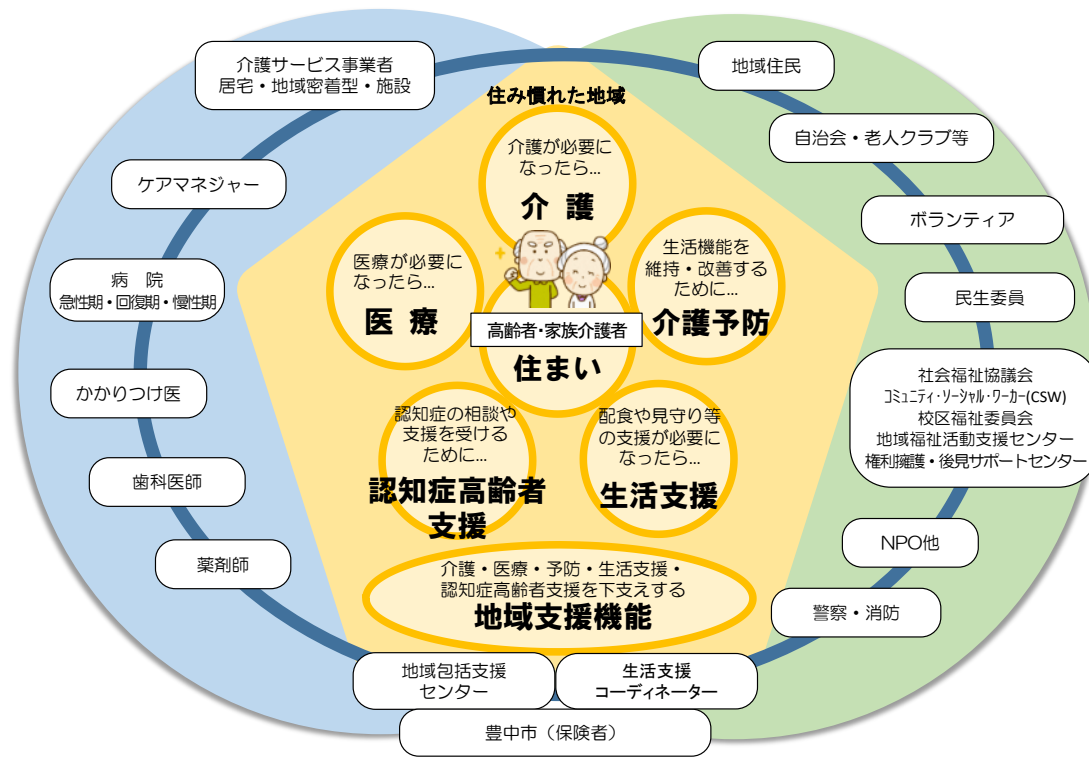 介護サービス事業者
居宅・地域密着型・施設
ケアマネジャー
病 院
急性期・回復期・慢性期
かかりつけ医
歯科医師
薬剤師
住み慣れた地域
介護が必要に
なったら...
介 護
医療が必要に
なったら...
医 療
生活機能を
維持・改善する
ために...
介護予防
高齢者・家族介護者
住まい
認知症の相談や
支援を受ける
ために...
認知症高齢者
支援
配食や見守り等
の支援が必要に
なったら...
生活支援
介護・医療・予防・生活支援・
認知症高齢者支援を下支えする
地域支援機能
地域住民
自治会・老人クラブ等
ボランティア
民生委員
社会福祉協議会
ｺﾐｭﾆﾃｨ･ｿｰｼｬﾙ･ﾜｰｶｰ(CSW)
校区福祉委員会
地域福祉活動支援センター
権利擁護・後見サポートセンター
NPO他
警察・消防
地域包括支援
センター
生活支援
コーディネーター
豊中市（保険者）